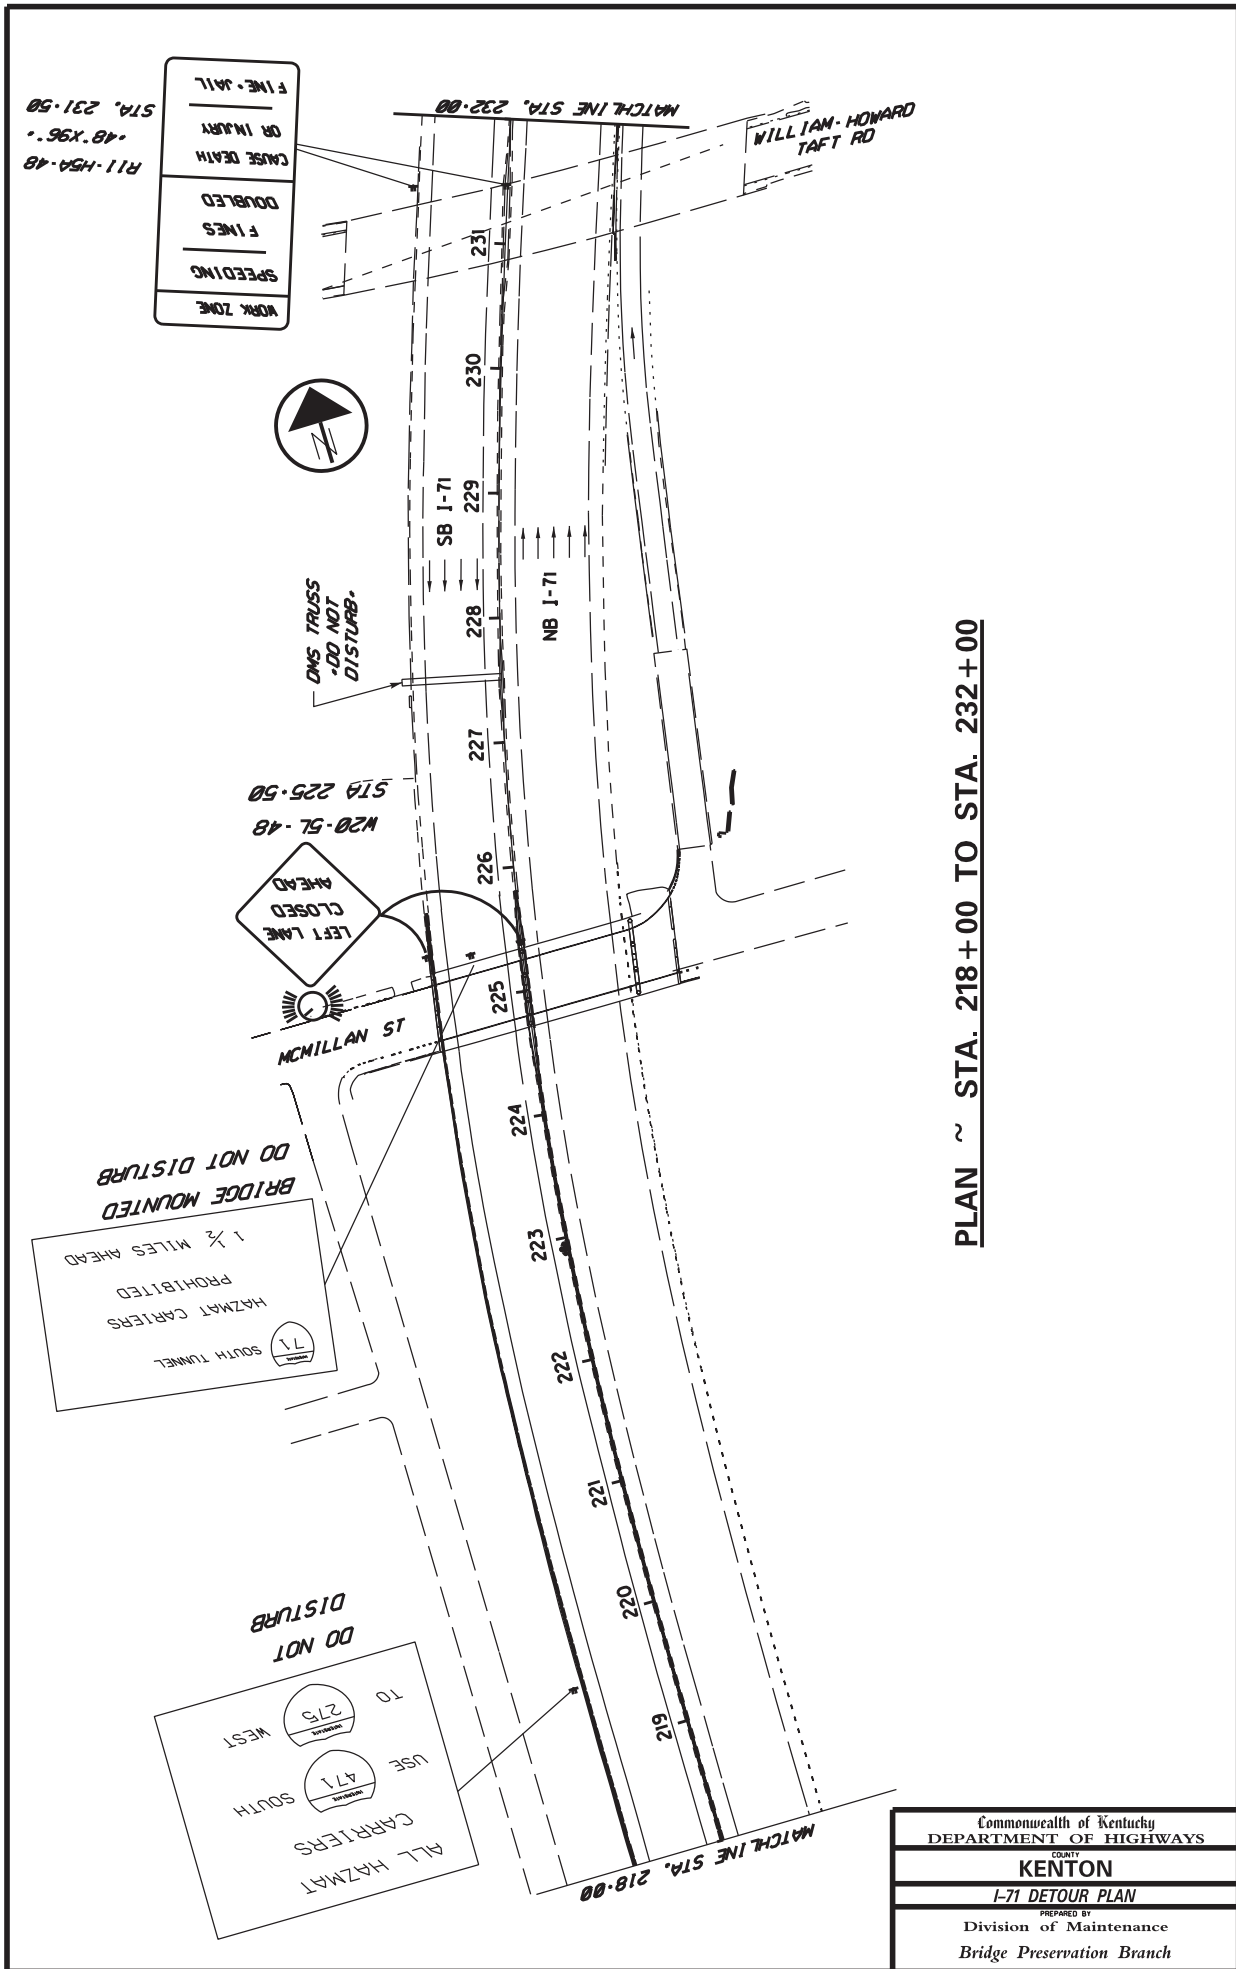 R11-H5A-48
"48"X96"."
STA. 231+50
WORK ZONE
SPEEDING
FINES
DOUBLED
CAUSE DEATH
OR INJURY
FINE+JAIL
MATCHLINE STA. 232+00
WILLIAM-HOWARD
TAFT RD
231
230
229
228
227
226
225
224
223
222
221
220
219
N
SB I-71
NB I-71
DMS TRUSS
"DO NOT
DISTURB"
W20-5L-48
STA 225+50
LEFT LANE
CLOSED
AHEAD
MCMILLAN ST
BRIDGE MOUNTED
DO NOT DISTURB
INTERSTATE
71
SOUTH TUNNEL
HAZMAT CARIERS
PROHIBITED
1 ½ MILES AHEAD
DO NOT
DISTURB
ALL HAZMAT
CARRIERS
USE INTERSTATE 471 SOUTH
TO INTERSTATE 275 WEST
MATCHLINE STA. 218+00
PLAN ~ STA. 218+00 TO STA. 232+00
Commonwealth of Kentucky
DEPARTMENT OF HIGHWAYS
COUNTY
KENTON
I-71 DETOUR PLAN
PREPARED BY
Division of Maintenance
Bridge Preservation Branch